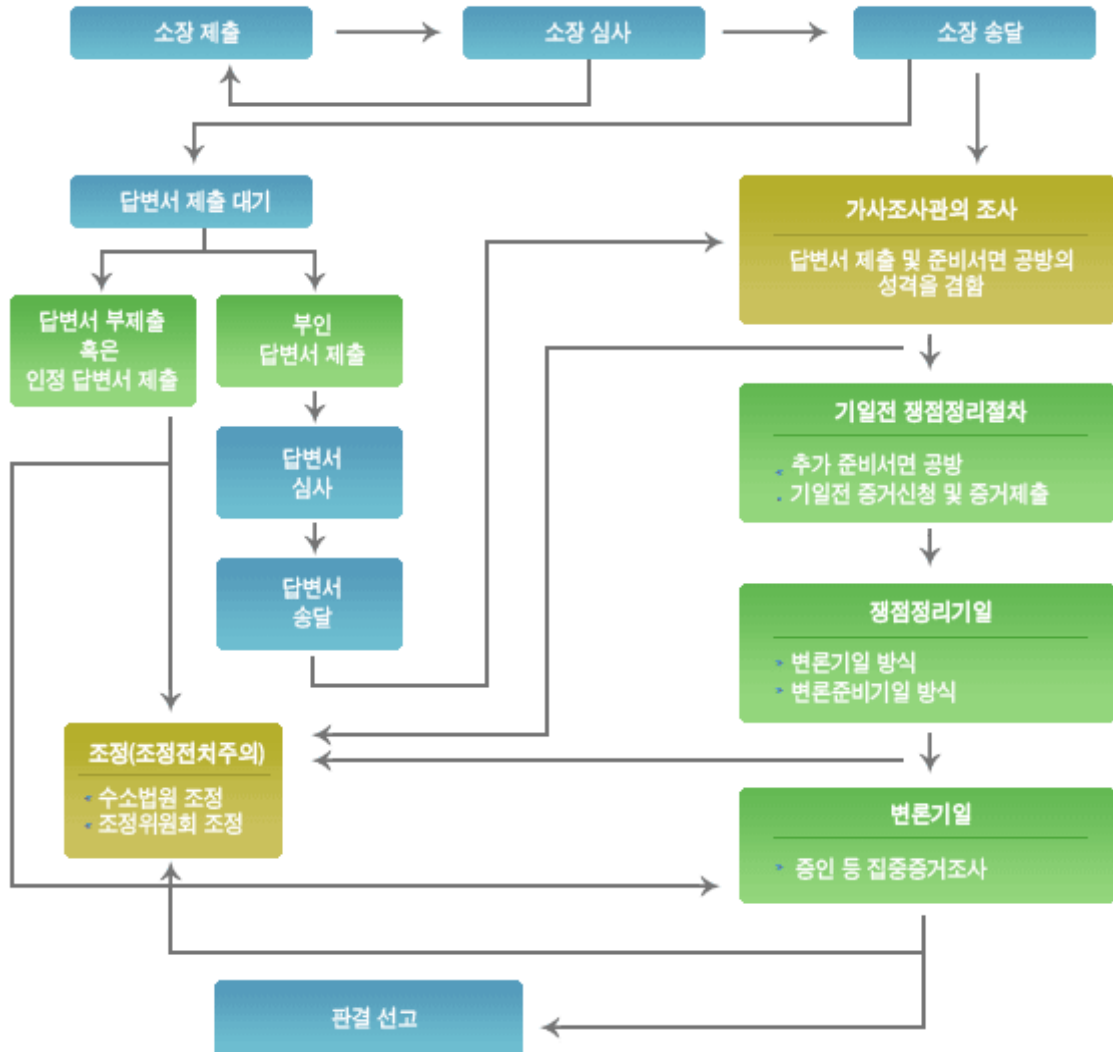 소장 제출
소장 심사
소장 송달
답변서 제출 대기
가사조사관의 조사
답변서 제출 및 준비서면 공방의
성격을 겸함
답변서 부제출
혹은
인정 답변서 제출
부인
답변서 제출
기일전 쟁점정리절차
추가 준비서면 공방
기일전 증거신청 및 증거제출
답변서
심사
답변서
송달
쟁점정리기일
변론기일 방식
변론준비기일 방식
조정(조정전치주의)
수소법원 조정
조정위원회 조정
변론기일
증인 등 집중증거조사
판결 선고